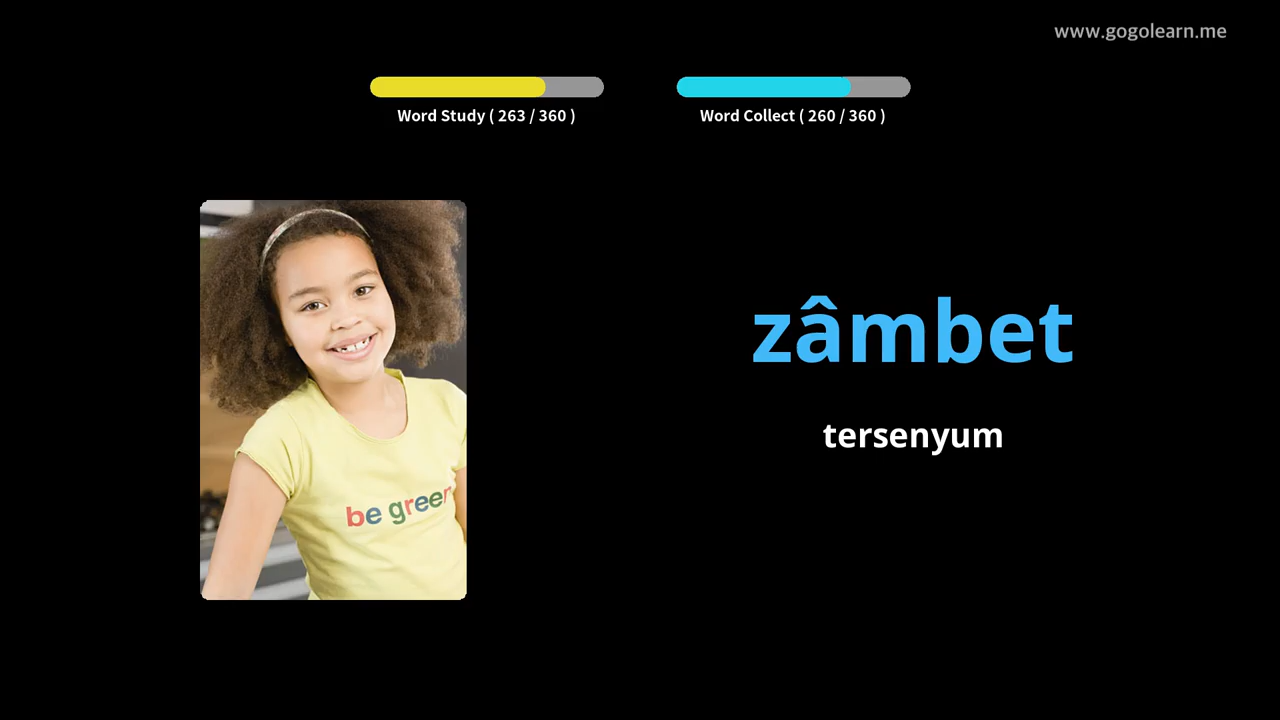 www.gogolearn.me
Word Study ( 263 / 360 )
Word Collect ( 260 / 360 )
zâmbet
tersenyum
be green